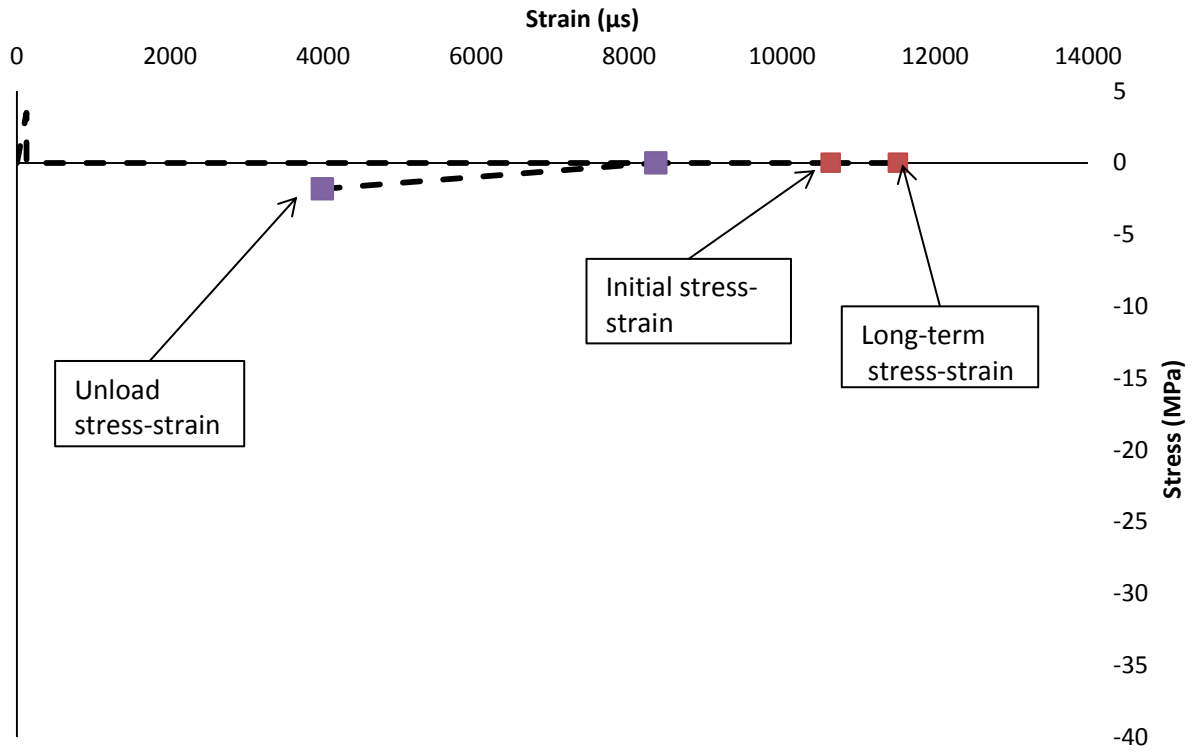 Strain (µs)
0 2000 4000 6000 8000 10000 12000 14000
5
0
-5
-10
-15
-20
-25
-30
-35
-40
Stress (MPa)
Initial stress-
strain
Long-term
stress-strain
Unload
stress-strain